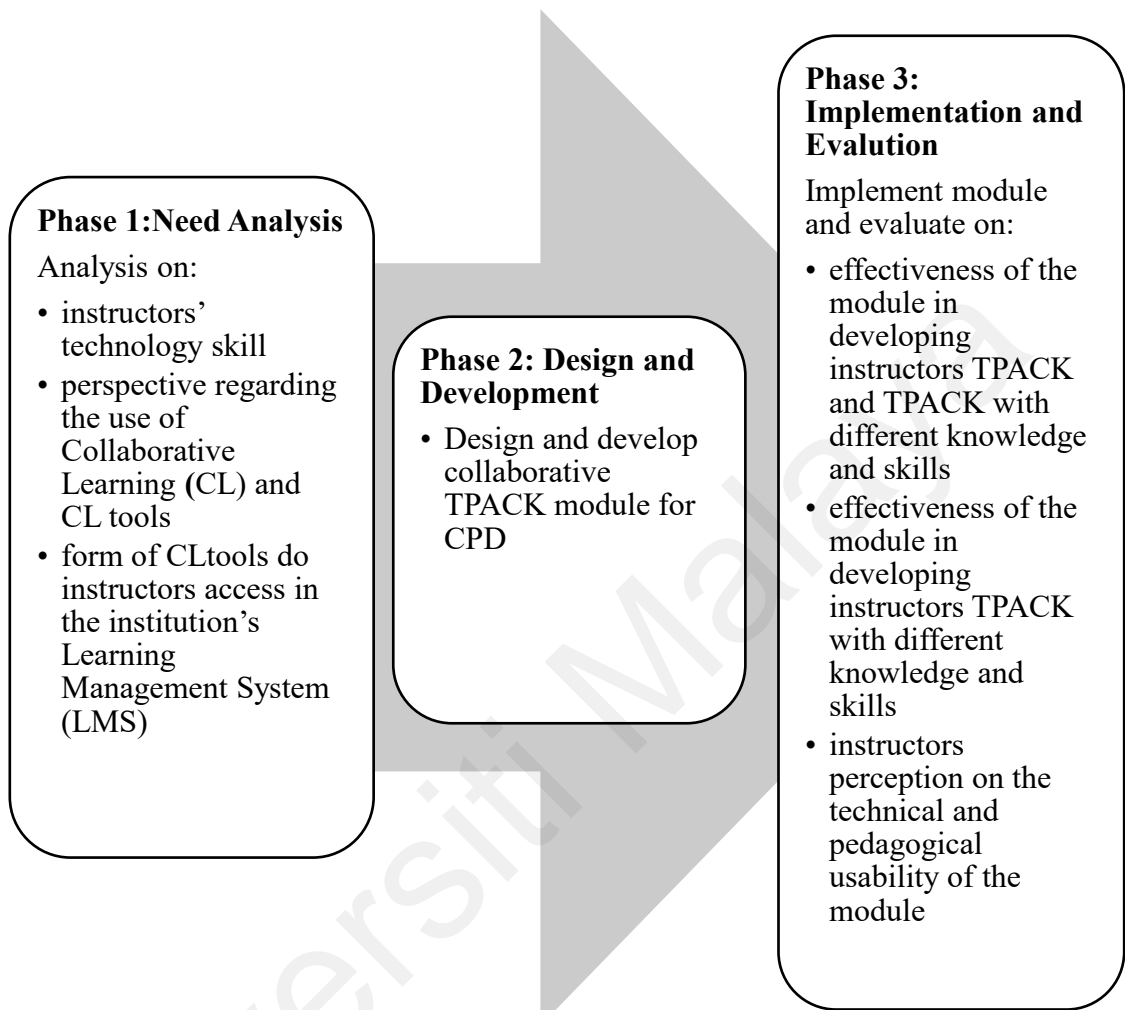 Phase 1:Need Analysis
Analysis on:
• instructors’
technology skill
• perspective regarding
the use of
Collaborative
Learning (CL) and
CL tools
• form of CLtools do
instructors access in
the institution’s
Learning
Management System
(LMS)
Phase 2: Design and
Development
• Design and develop
collaborative
TPACK module for
CPD
Phase 3:
Implementation and
Evalution
Implement module
and evaluate on:
• effectiveness of the
module in
developing
instructors TPACK
and TPACK with
different knowledge
and skills
• effectiveness of the
module in
developing
instructors TPACK
with different
knowledge and
skills
• instructors
perception on the
technical and
pedagogical
usability of the
module
ersiti Malaya